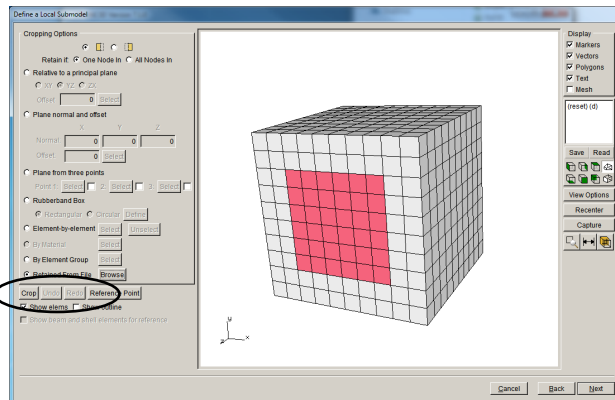 Define a Local Submodel
Cropping Options
Retain if: One Node In All Nodes In
Relative to a principal plane
XY YZ ZX
Offset 0 Select
Plane normal and offset
X Y Z
Normal 0 0 0
Offset 0 Select
Plane from three points
Point 1: Select 2: Select 3: Select
Rubberband Box
Rectangular Circular Define
Element-by-element Select Unselect
By Material Select
By Element Group Select
Retained From File Browse
Crop Undo Redo Reference Point
Show elems Show outline
Show beam and shell elements for reference
y
z x
Display
Markers
Vectors
Polygons
Text
Mesh
(reset) (d)
Save Read
View Options
Recenter
Capture
Cancel Back Next